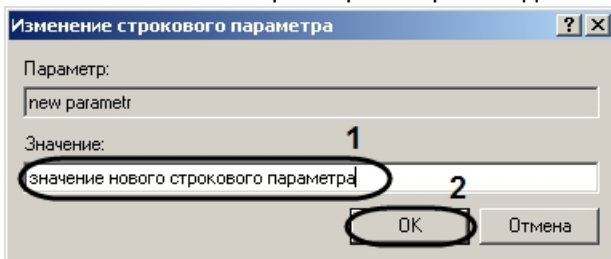 Изменение строкового параметра
? ×
Параметр:
new parametr
Значение:
1
значение нового строкового параметра
2
OK
Отмена